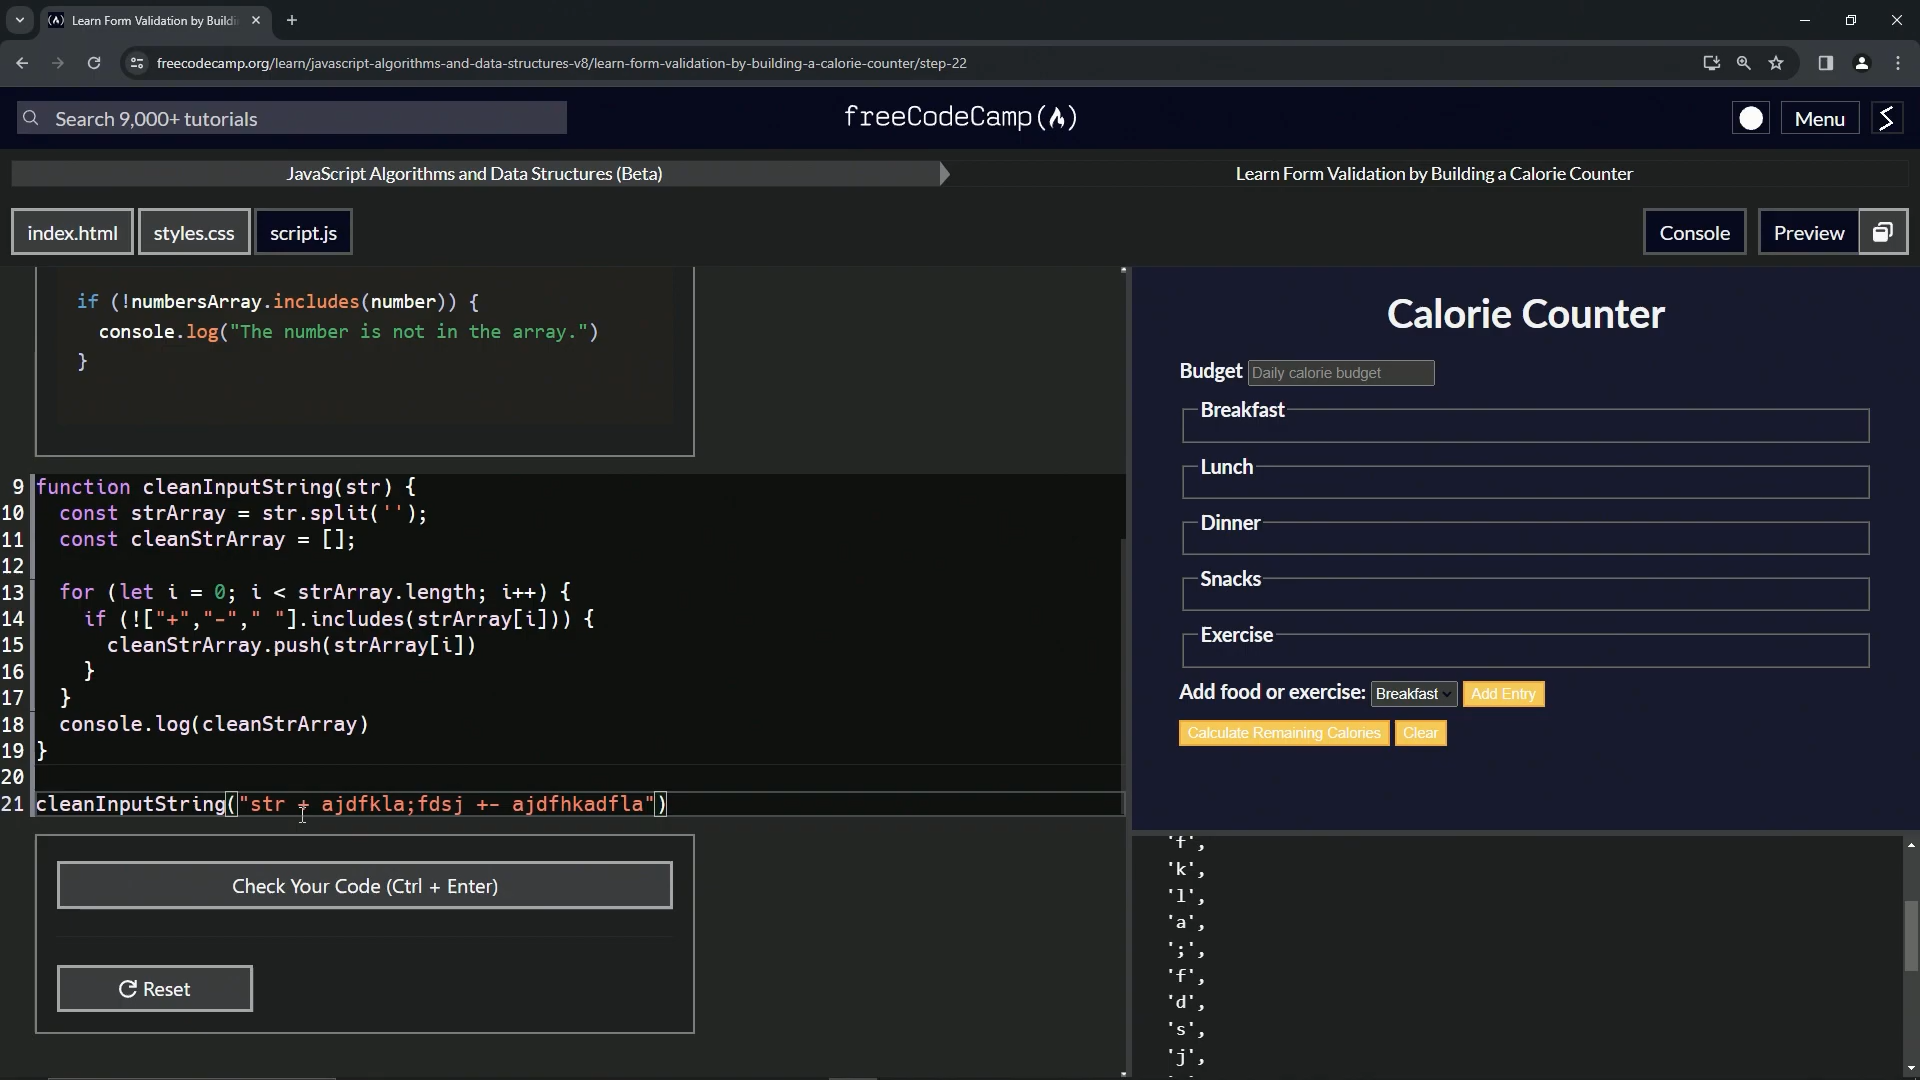 Learn Form Validation by Buildi
freecodecamp.org/learn/javascript-algorithms-and-data-structures-v8/learn-form-validation-by-building-a-calorie-counter/step-22
Search 9,000+ tutorials
freeCodeCamp
Menu
JavaScript Algorithms and Data Structures (Beta)
Learn Form Validation by Building a Calorie Counter
index.html
styles.css
script.js
Console
Preview
if (!numbersArray.includes(number)) {
console.log("The number is not in the array.")
}
9 function cleanInputString(str) {
10 const strArray = str.split('');
11 const cleanStrArray = [];
12
13 for (let i = 0; i < strArray.length; i++) {
14 if (!["+","-"," "].includes(strArray[i])) {
15 cleanStrArray.push(strArray[i])
16 }
17 }
18 console.log(cleanStrArray)
19 }
20
21 cleanInputString("str + ajdfkla;fdsj +- ajdfhkadfla")
Check Your Code (Ctrl + Enter)
Reset
Calorie Counter
Budget Daily calorie budget
Breakfast
Lunch
Dinner
Snacks
Exercise
Add food or exercise: Breakfast Add Entry
Calculate Remaining Calories Clear
'f',
'k',
'l',
'a',
';',
'f',
'd',
's',
'j',